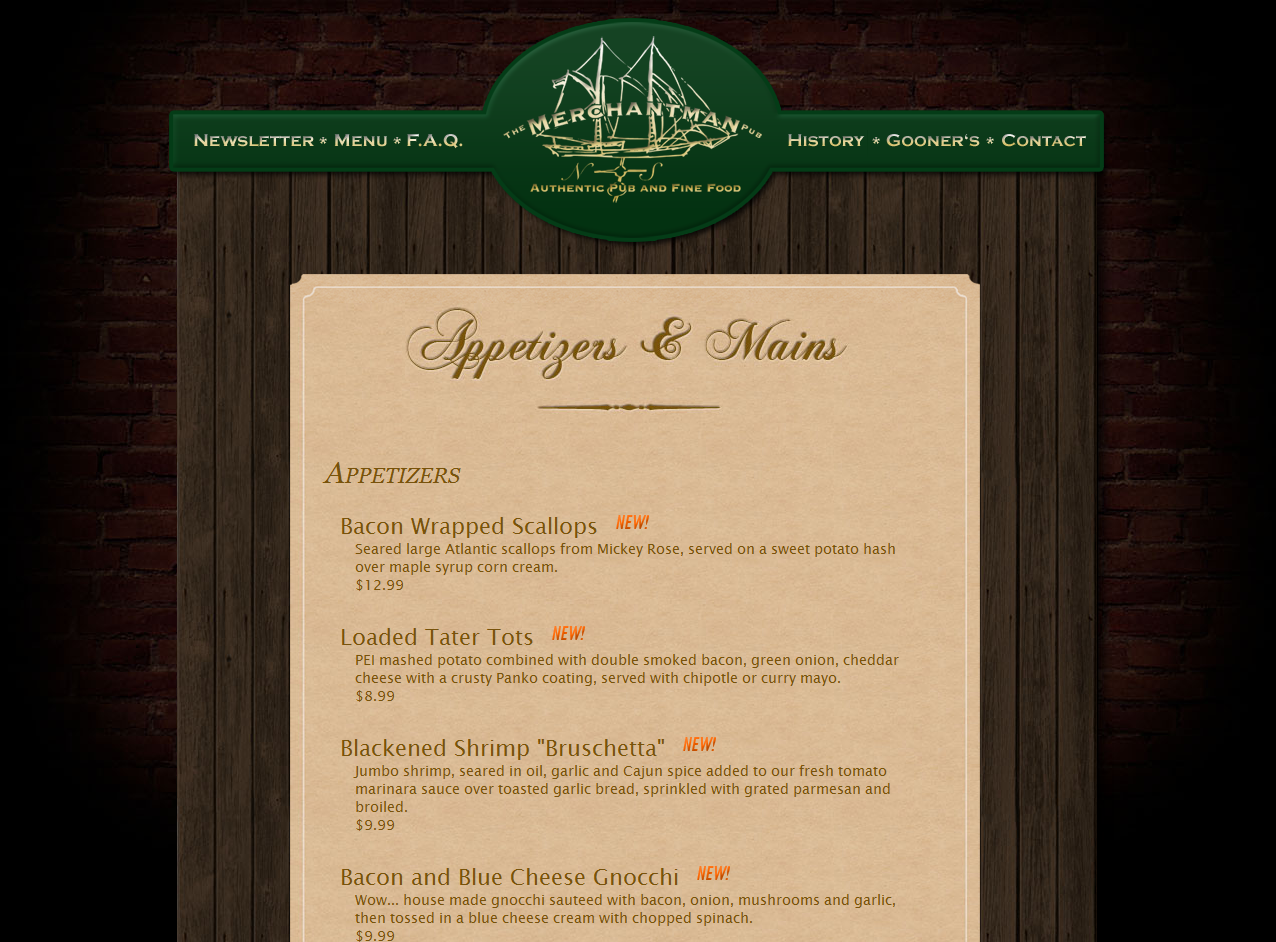 THE MERCHANTMAN PUB
N S
AUTHENTIC PUB AND FINE FOOD
NEWSLETTER * MENU * F.A.Q.
HISTORY * GOONER'S * CONTACT
Appetizers & Mains
APPETIZERS
Bacon Wrapped Scallops NEW!
Seared large Atlantic scallops from Mickey Rose, served on a sweet potato hash
over maple syrup corn cream.
$12.99
Loaded Tater Tots NEW!
PEI mashed potato combined with double smoked bacon, green onion, cheddar
cheese with a crusty Panko coating, served with chipotle or curry mayo.
$8.99
Blackened Shrimp "Bruschetta" NEW!
Jumbo shrimp, seared in oil, garlic and Cajun spice added to our fresh tomato
marinara sauce over toasted garlic bread, sprinkled with grated parmesan and
broiled.
$9.99
Bacon and Blue Cheese Gnocchi NEW!
Wow... house made gnocchi sauteed with bacon, onion, mushrooms and garlic,
then tossed in a blue cheese cream with chopped spinach.
$9.99